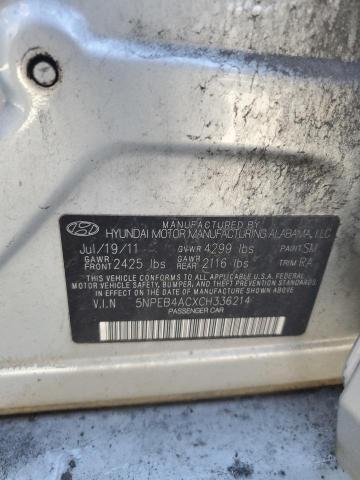 MANUFACTURED BY
HYUNDAI MOTOR MANUFACTURING ALABAMA, LLC
Jul/19/11 GVWR 4299 lbs PAINT SM
GAWR FRONT 2425 lbs GAWR REAR 2116 lbs TRIM RA
THIS VEHICLE CONFORMS TO ALL APPLICABLE U.S.A. FEDERAL
MOTOR VEHICLE SAFETY, BUMPER, AND THEFT PREVENTION
STANDARDS IN EFFECT ON THE DATE OF MANUFACTURE SHOWN ABOVE.
V.I.N 5NPEB4ACXCH336214
PASSENGER CAR